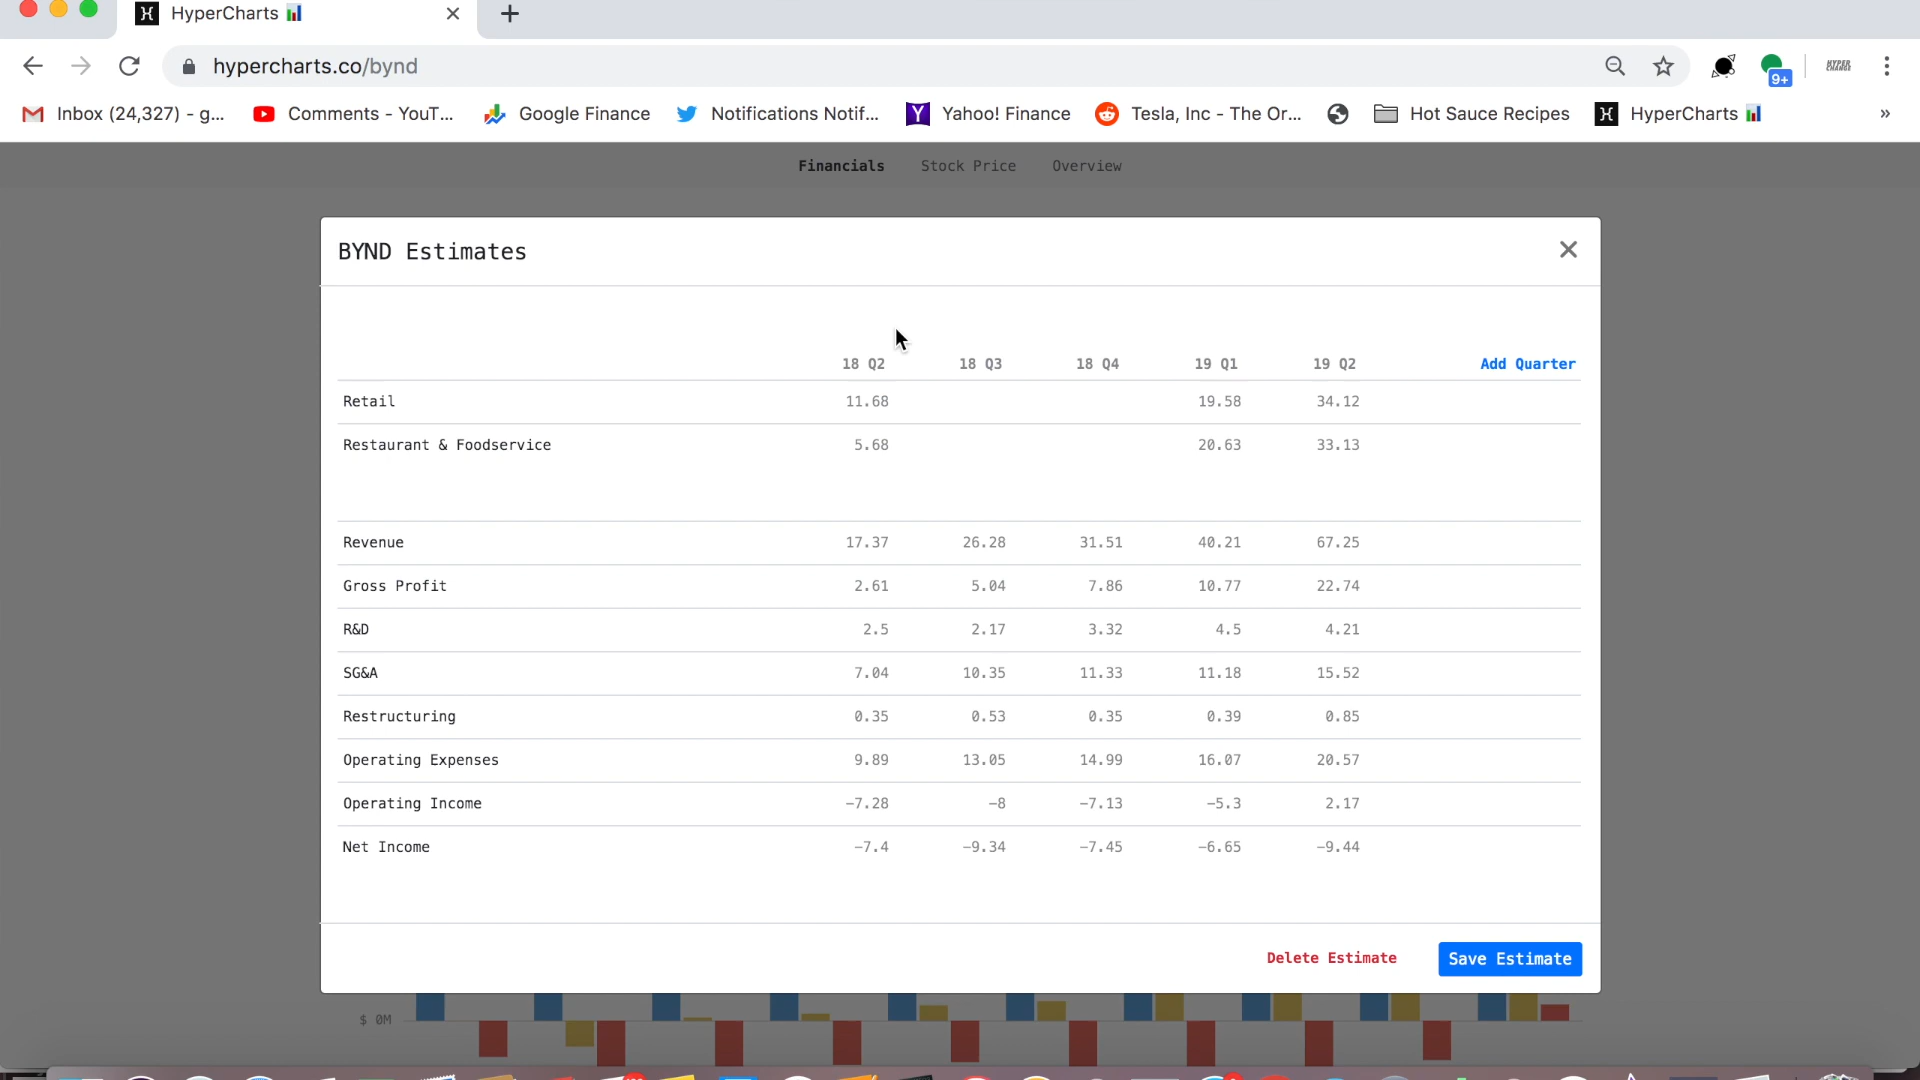 HyperCharts
hypercharts.co/bynd
9+
HYPER CHANGE
Inbox (24,327) - g... Comments - YouT... Google Finance Notifications Notif... Yahoo! Finance Tesla, Inc - The Or... Hot Sauce Recipes HyperCharts »
Financials Stock Price Overview
BYND Estimates
18 Q2 18 Q3 18 Q4 19 Q1 19 Q2 Add Quarter
Retail 11.68 19.58 34.12
Restaurant & Foodservice 5.68 20.63 33.13
Revenue 17.37 26.28 31.51 40.21 67.25
Gross Profit 2.61 5.04 7.86 10.77 22.74
R&D 2.5 2.17 3.32 4.5 4.21
SG&A 7.04 10.35 11.33 11.18 15.52
Restructuring 0.35 0.53 0.35 0.39 0.85
Operating Expenses 9.89 13.05 14.99 16.07 20.57
Operating Income -7.28 -8 -7.13 -5.3 2.17
Net Income -7.4 -9.34 -7.45 -6.65 -9.44
Delete Estimate Save Estimate
$ 0M